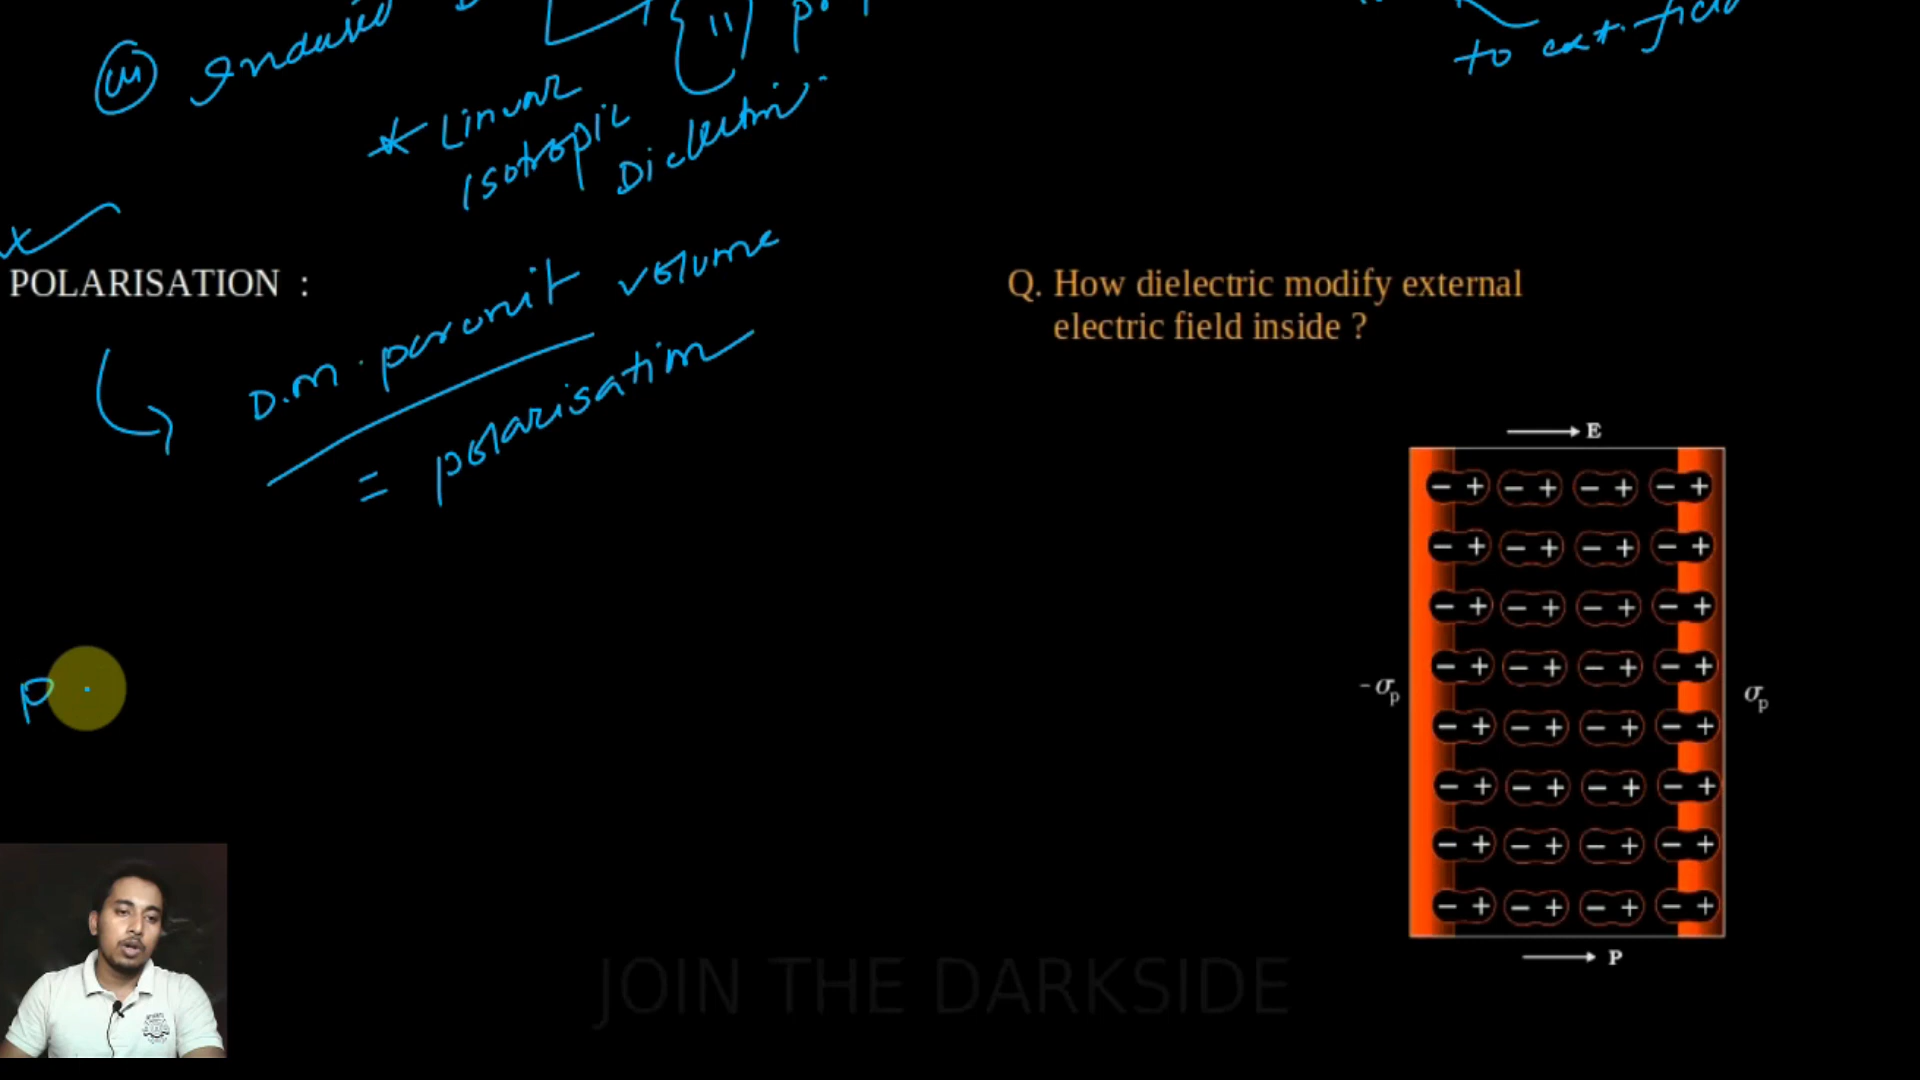 to ext. field
* Linear
Isotropic
Dielectric
POLARISATION :
D.M. per unit volume
= polarisation
P
Q. How dielectric modify external
electric field inside ?
E
- + - + - + - +
- + - + - + - +
- + - + - + - +
- + - + - + - +
- σp
σp
- + - + - + - +
- + - + - + - +
- + - + - + - +
- + - + - + - +
P
JOIN THE DARKSIDE